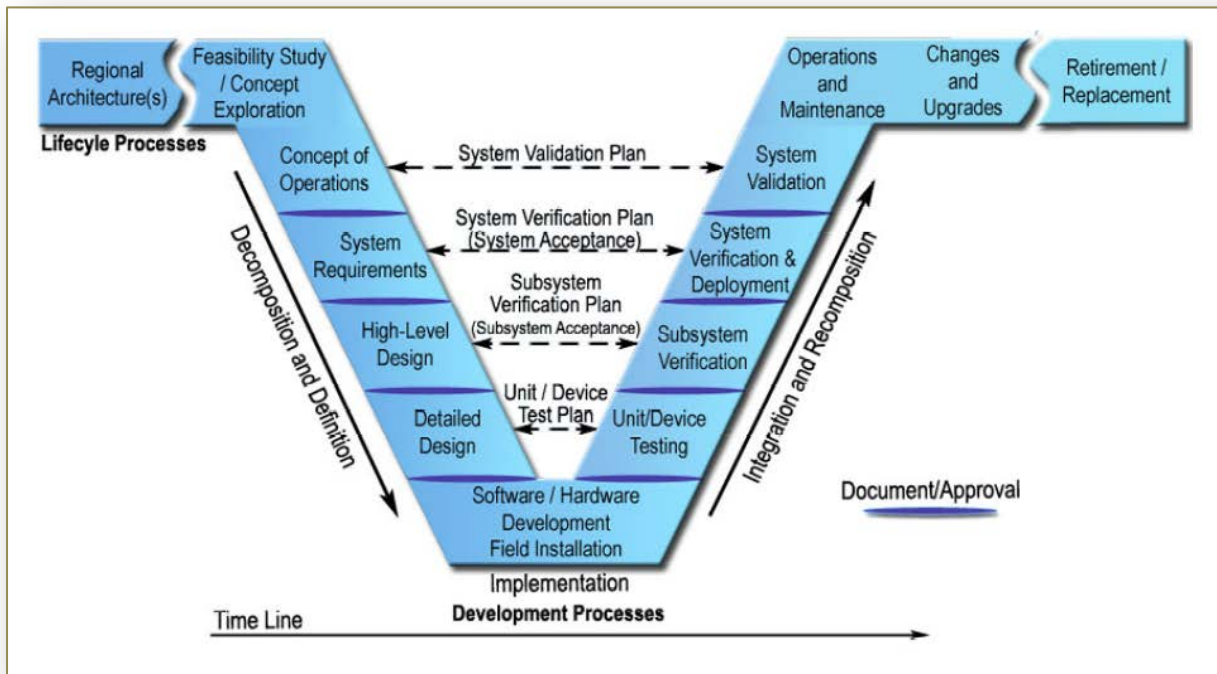 Regional
Architecture(s)
Feasibility Study
/ Concept
Exploration
Operations
and
Maintenance
Changes
and
Upgrades
Retirement /
Replacement
Lifecyle Processes
Concept of
Operations
System Validation Plan
System
Validation
System
Requirements
System Verification Plan
(System Acceptance)
System
Verification &
Deployment
High-Level
Design
Subsystem
Verification Plan
(Subsystem Acceptance)
Subsystem
Verification
Detailed
Design
Unit / Device
Test Plan
Unit/Device
Testing
Decomposition and Definition
Integration and Recomposition
Software / Hardware
Development
Field Installation
Document/Approval
Implementation
Development Processes
Time Line